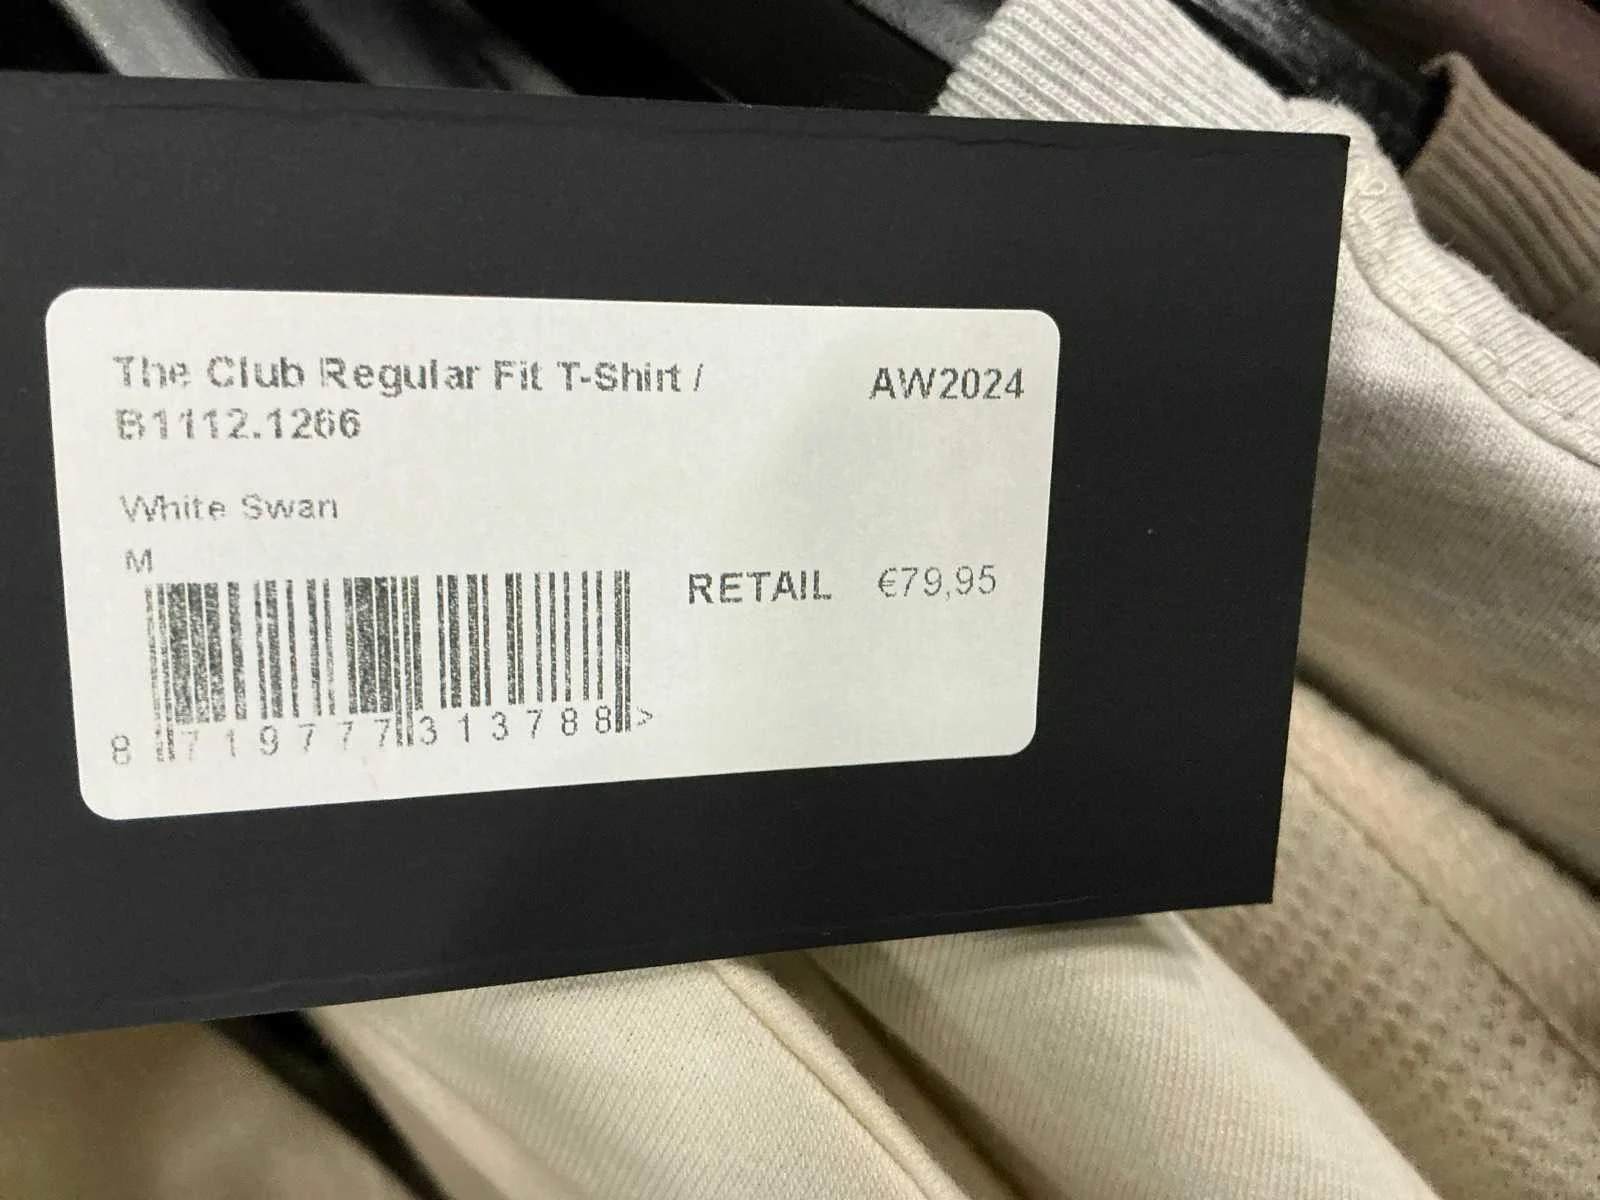 The Club Regular Fit T-Shirt /
B1112.1266
AW2024
White Swan
M
RETAIL €79,95
8 719777 313788 >